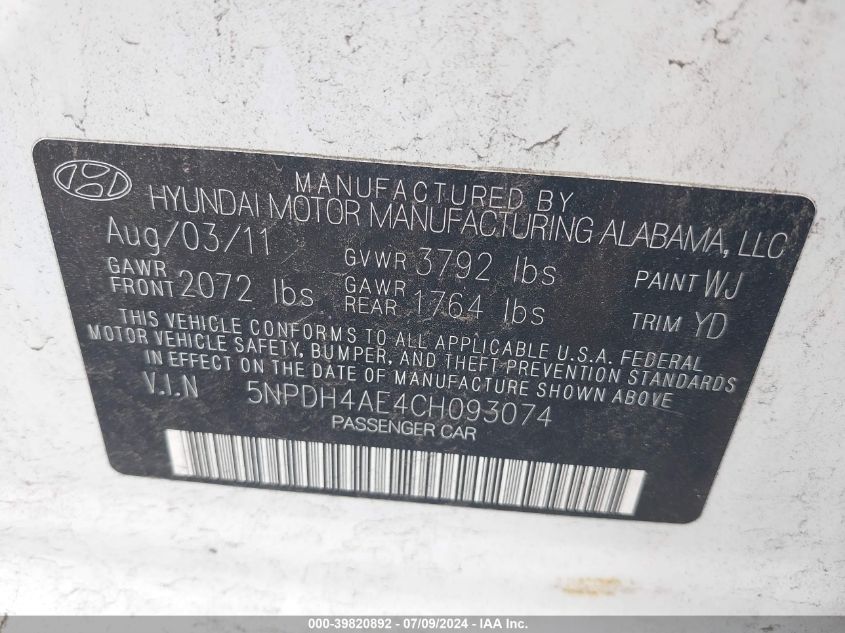 MANUFACTURED BY
HYUNDAI MOTOR MANUFACTURING ALABAMA, LLC
Aug/03/11 GVWR 3792 lbs PAINT WJ
GAWR FRONT 2072 lbs GAWR REAR 1764 lbs TRIM YD
THIS VEHICLE CONFORMS TO ALL APPLICABLE U.S.A. FEDERAL
MOTOR VEHICLE SAFETY, BUMPER, AND THEFT PREVENTION STANDARDS
IN EFFECT ON THE DATE OF MANUFACTURE SHOWN ABOVE
V.I.N 5NPDH4AE4CH093074
PASSENGER CAR
000-39820892 - 07/09/2024 - IAA Inc.